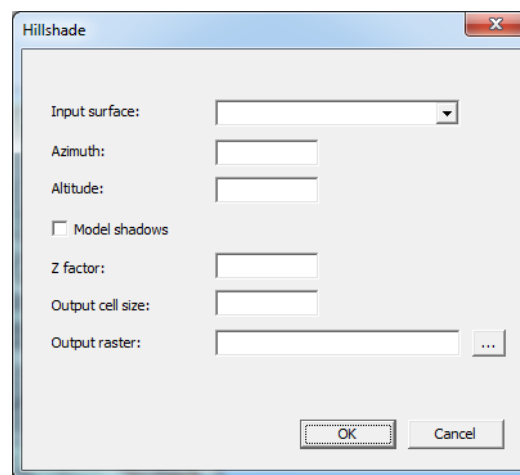 Hillshade
Input surface:
Azimuth:
Altitude:
Model shadows
Z factor:
Output cell size:
Output raster:
...
OK Cancel